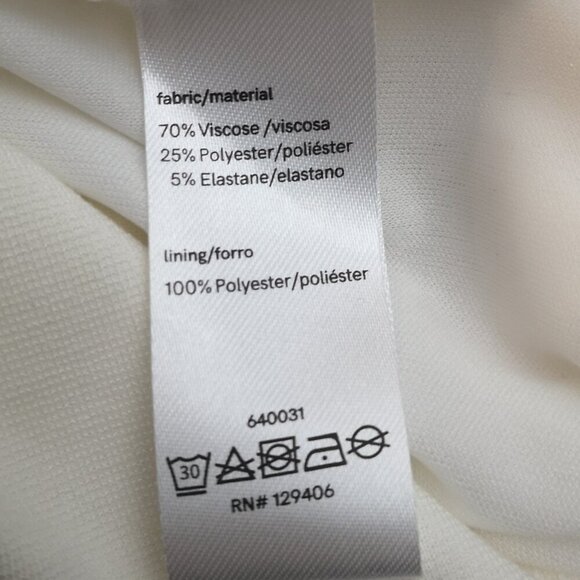 fabric/material
70% Viscose /viscosa
25% Polyester/poliéster
5% Elastane/elastano
lining/forro
100% Polyester/poliéster
640031
30
RN# 129406